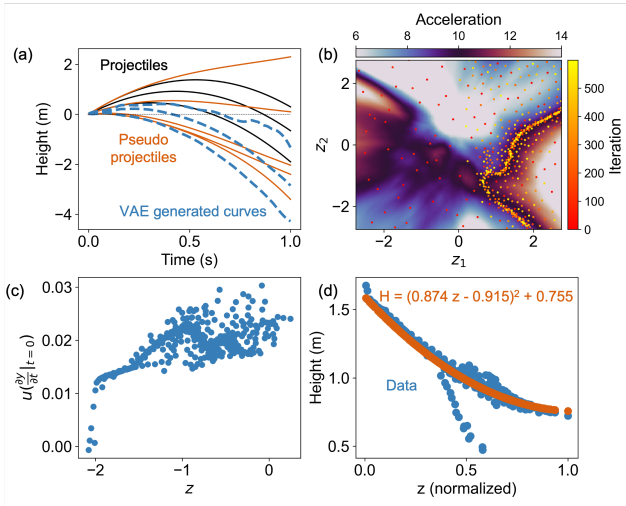 (a)
Projectiles
Pseudo
projectiles
VAE generated curves
Height (m)
2
0
−2
−4
0.0
0.5
1.0
Time (s)
(b)
Acceleration
6
8
10
12
14
z2
2
0
−2
−2
0
2
z1
500
400
300
200
100
0
Iteration
(c)
u(∂y/∂t|t = 0)
0.03
0.02
0.01
0.00
−2
−1
0
z
(d)
H = (0.874 z - 0.915)² + 0.755
Data
Height (m)
1.5
1.0
0.5
0.0
0.5
1.0
z (normalized)